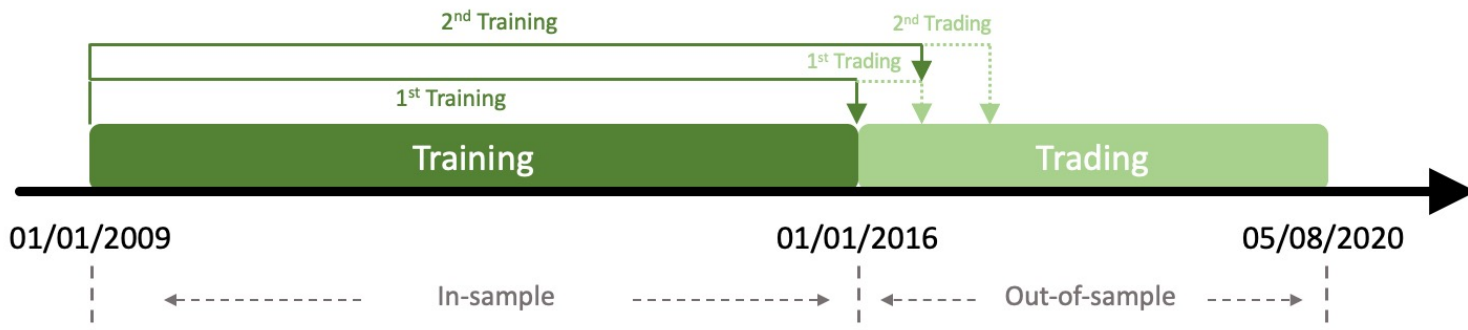 2nd Training
2nd Trading
1st Trading
1st Training
Training
Trading
01/01/2009
01/01/2016
05/08/2020
In-sample
Out-of-sample